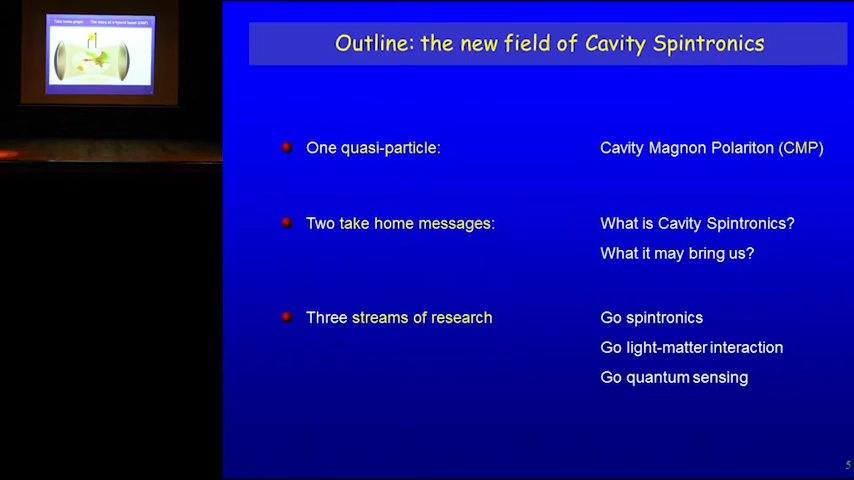 Outline: the new field of Cavity Spintronics
One quasi-particle: Cavity Magnon Polariton (CMP)
Two take home messages: What is Cavity Spintronics?
What it may bring us?
Three streams of research Go spintronics
Go light-matter interaction
Go quantum sensing
5